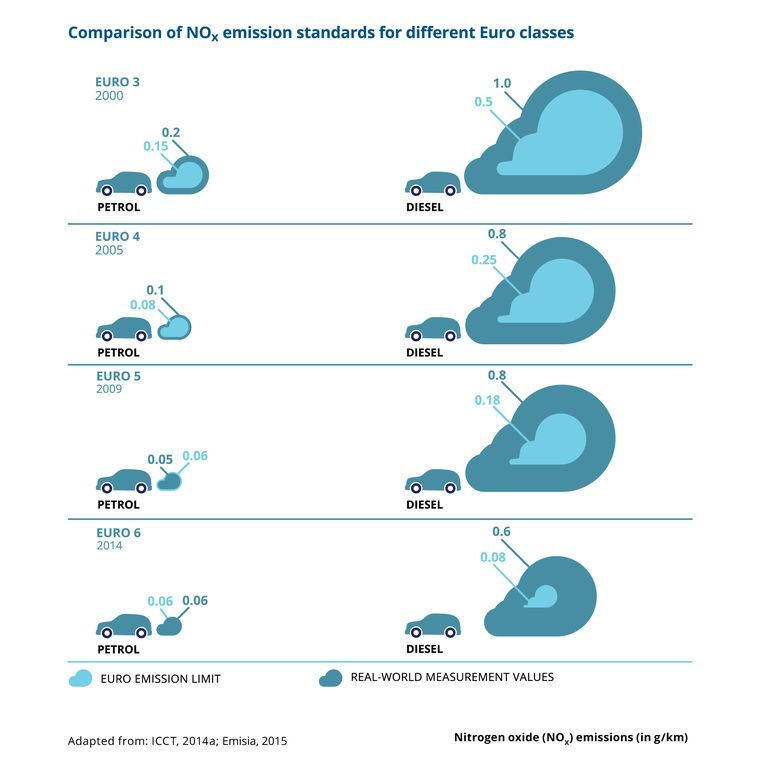 Comparison of NOx emission standards for different Euro classes
EURO 3
2000
0.2
0.15
PETROL
1.0
0.5
DIESEL
EURO 4
2005
0.1
0.08
PETROL
0.8
0.25
DIESEL
EURO 5
2009
0.05 0.06
PETROL
0.8
0.18
DIESEL
EURO 6
2014
0.06 0.06
PETROL
0.6
0.08
DIESEL
EURO EMISSION LIMIT
REAL-WORLD MEASUREMENT VALUES
Adapted from: ICCT, 2014a; Emisia, 2015
Nitrogen oxide (NOx) emissions (in g/km)